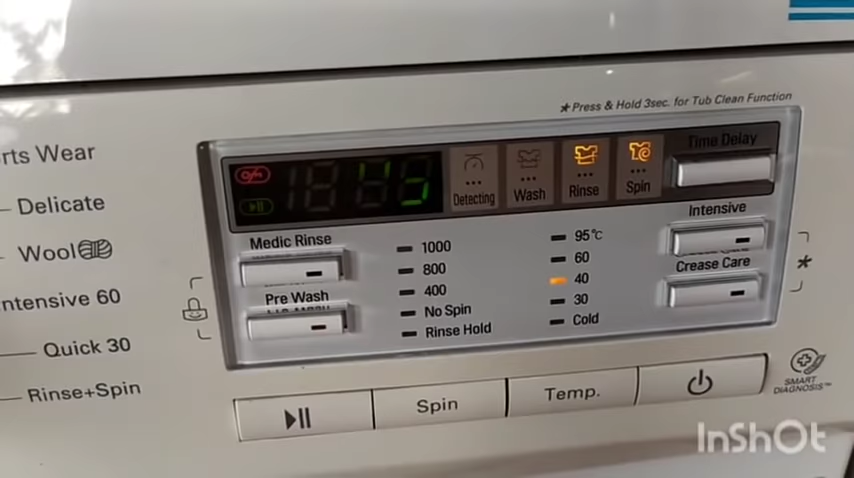 *Press & Hold 3sec. for Tub Clean Function
rts Wear
Delicate
Wool
ntensive 60
Quick 30
Rinse+Spin
Detecting
Wash
Rinse
Spin
Time Delay
Medic Rinse
Pre Wash
1000
800
400
No Spin
Rinse Hold
95°C
60
40
30
Cold
Intensive
Crease Care
*
Spin
Temp.
SMART
DIAGNOSIS™
InShOt